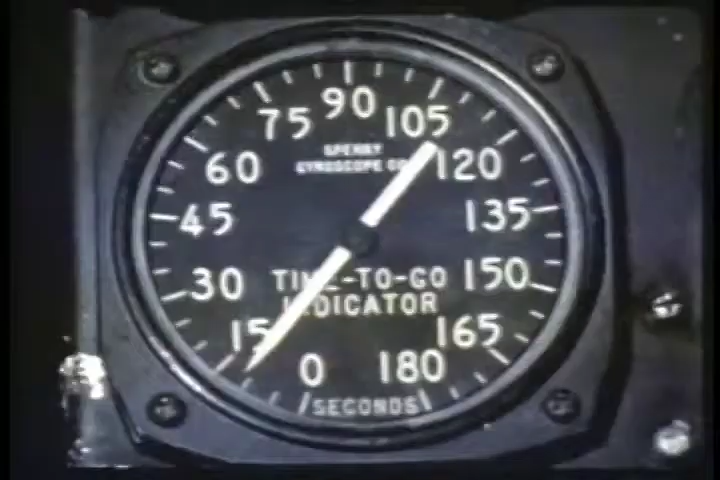 90
75 105
SPERRY
GYROSCOPE CO
60 120
45 135
30 150
TIME-TO-GO
INDICATOR
15 165
0 180
SECONDS